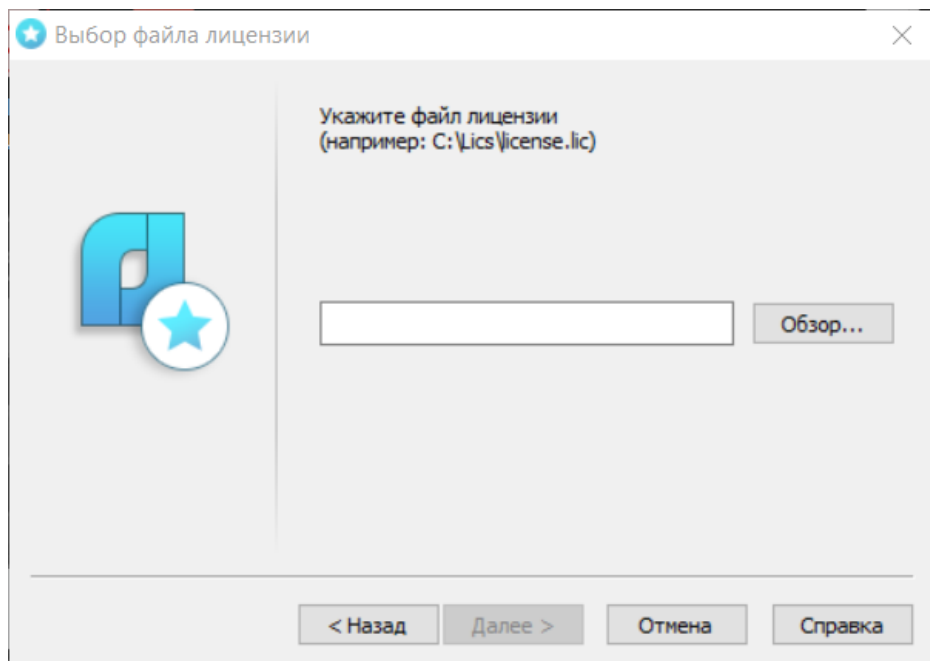 Выбор файла лицензии
Укажите файл лицензии
(например: C:\Lics\license.lic)
Обзор...
< Назад
Далее >
Отмена
Справка